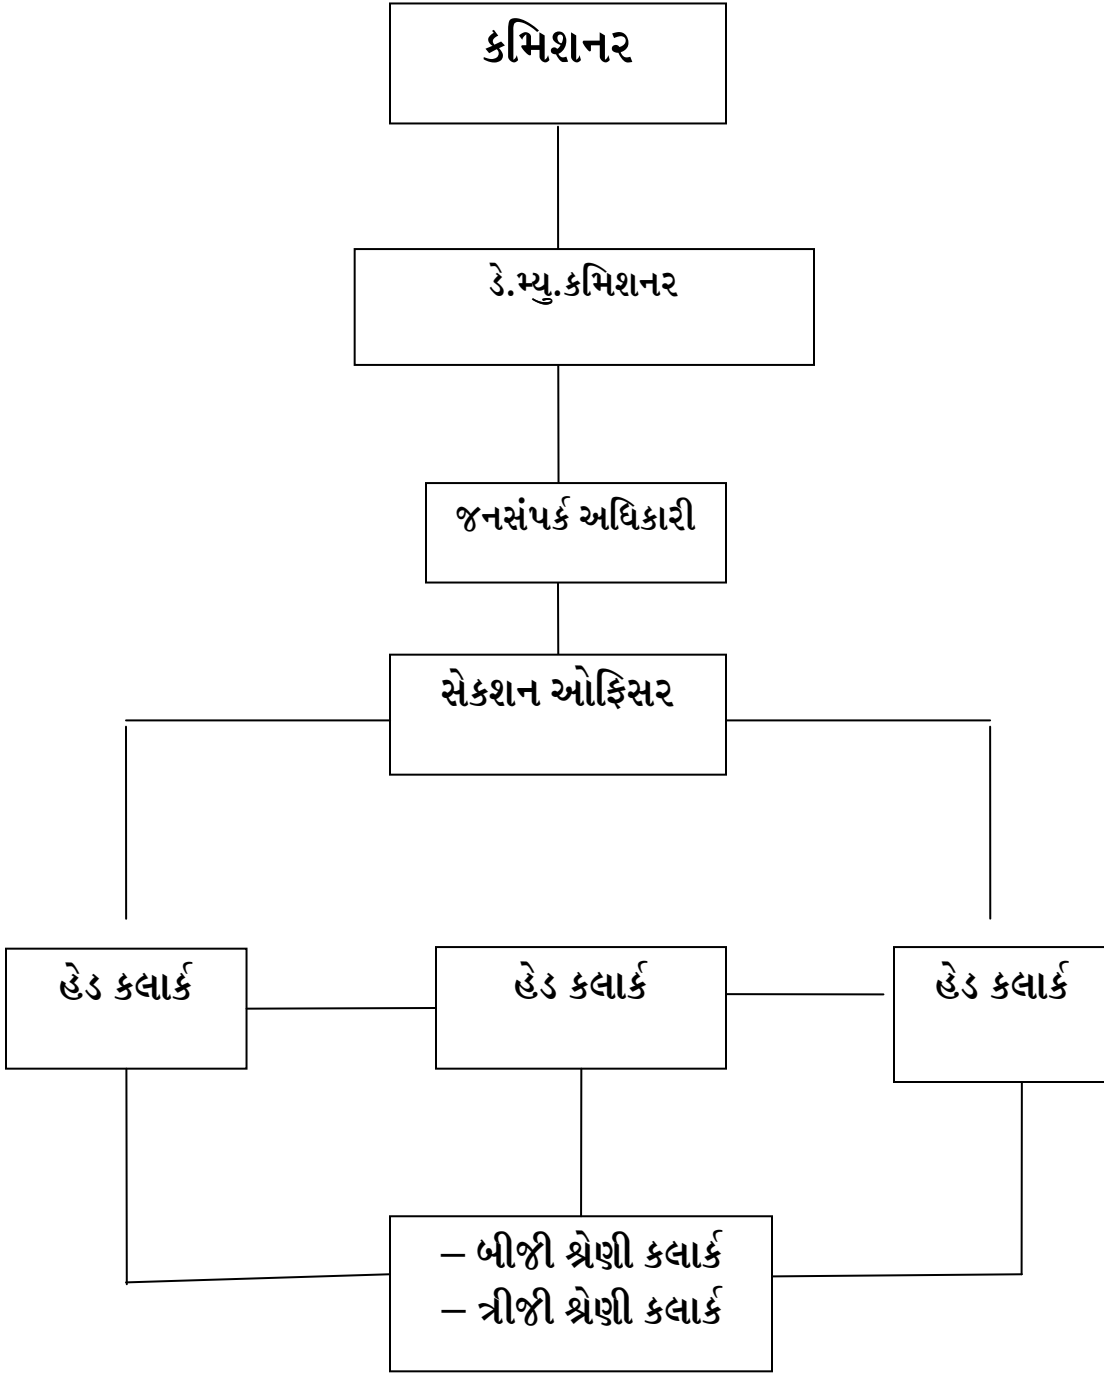 કમિશનર
ડે.મ્યુ.કમિશનર
જનસંપર્ક અધિકારી
સેકશન ઓફિસર
હેડ કલાર્ક
હેડ કલાર્ક
હેડ કલાર્ક
– બીજી શ્રેણી કલાર્ક
– ત્રીજી શ્રેણી કલાર્ક